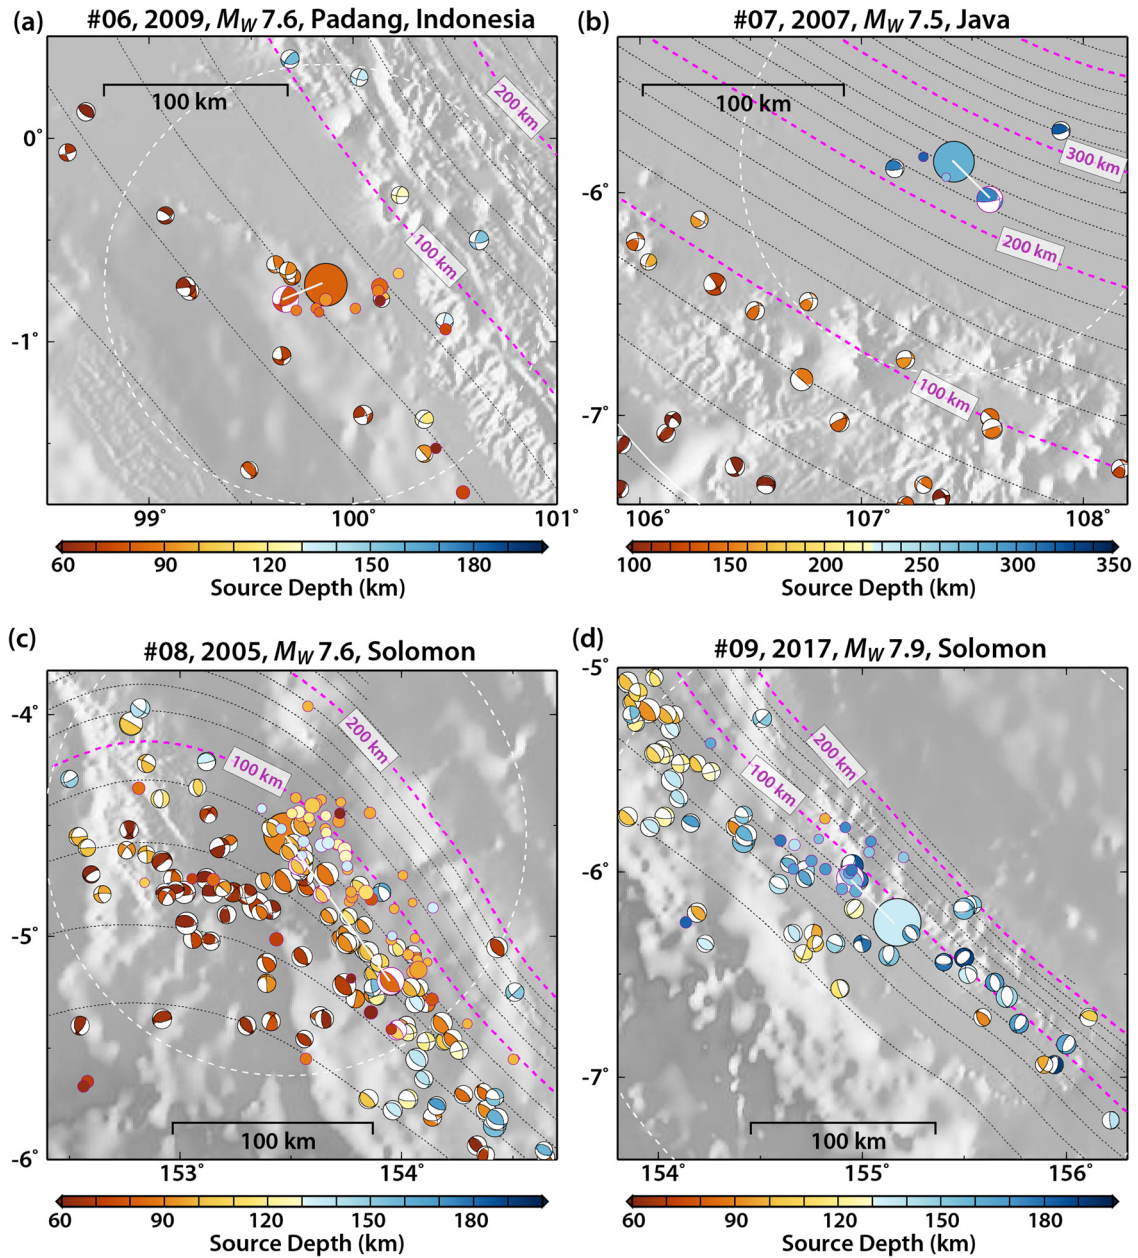 (a) #06, 2009, MW 7.6, Padang, Indonesia
100 km
200 km
100 km
0°
-1°
99° 100° 101°
60 90 120 150 180
Source Depth (km)
(b) #07, 2007, MW 7.5, Java
100 km
300 km
200 km
100 km
-6°
-7°
106° 107° 108°
100 150 200 250 300 350
Source Depth (km)
(c) #08, 2005, MW 7.6, Solomon
200 km
100 km
-4°
-5°
-6°
100 km
153° 154°
60 90 120 150 180
Source Depth (km)
(d) #09, 2017, MW 7.9, Solomon
200 km
100 km
-5°
-6°
-7°
100 km
154° 155° 156°
60 90 120 150 180
Source Depth (km)